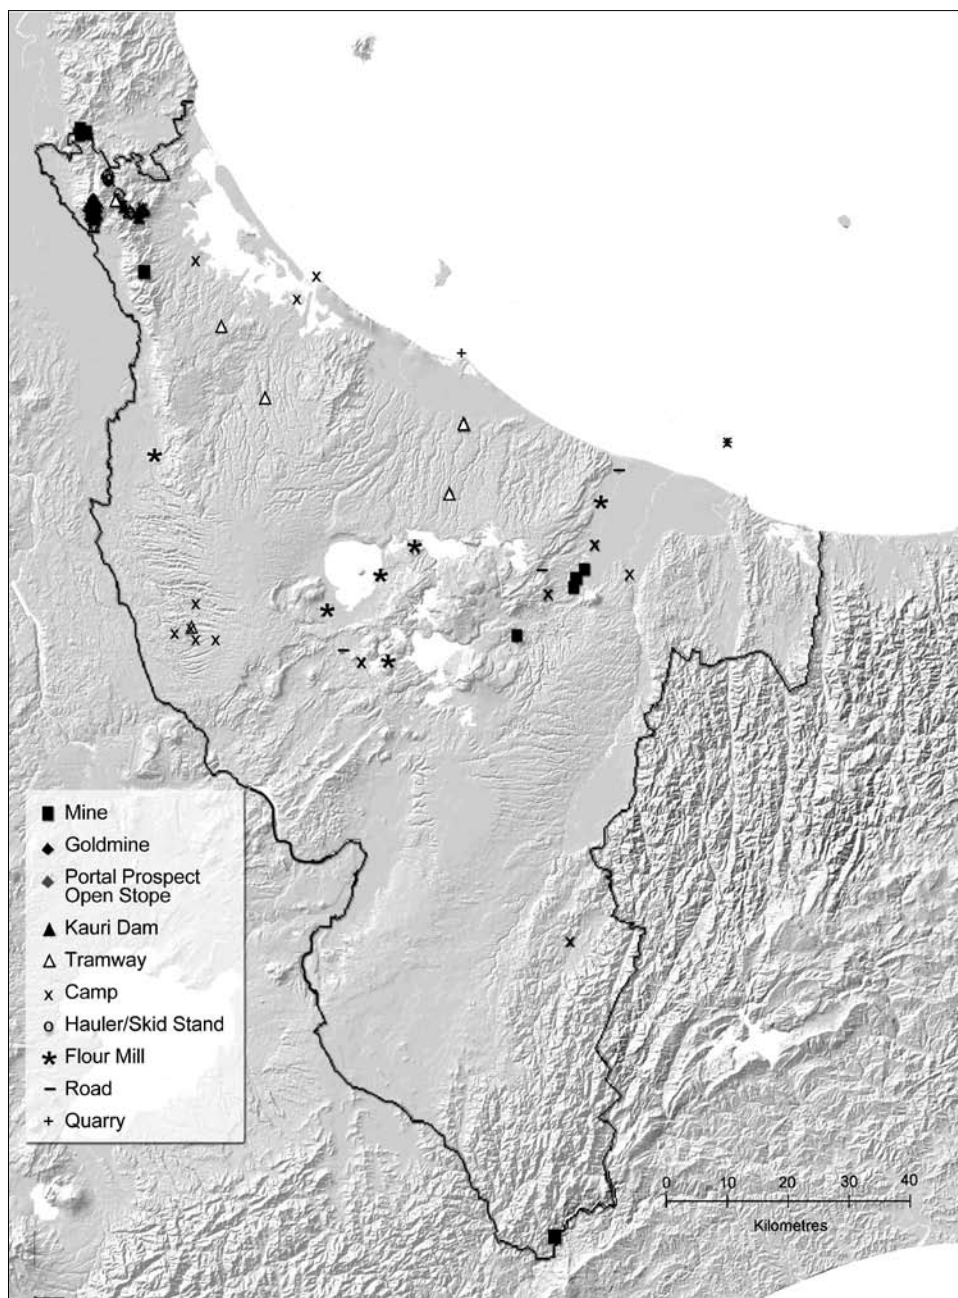 Mine
Goldmine
Portal Prospect
Open Stope
Kauri Dam
Tramway
Camp
Hauler/Skid Stand
Flour Mill
Road
Quarry
0 10 20 30 40
Kilometres